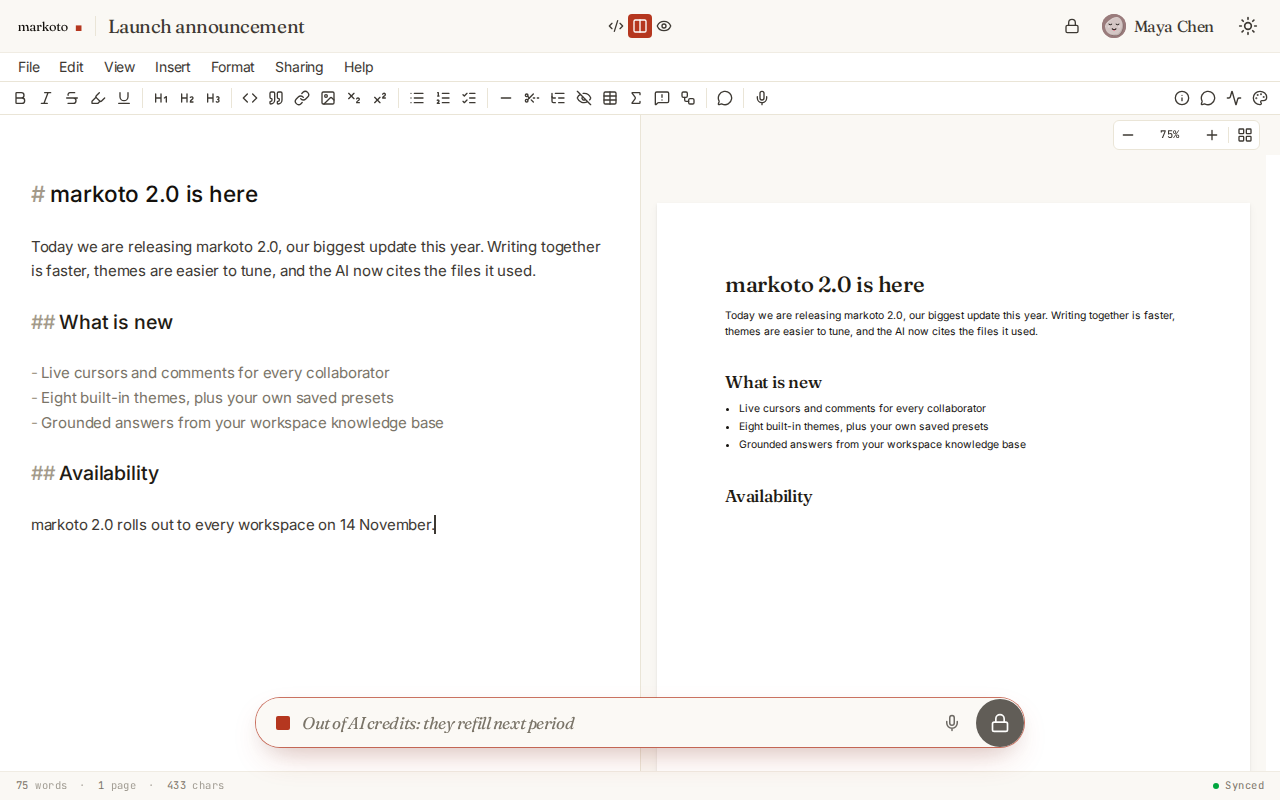 markoto
Launch announcement
Maya Chen
File Edit View Insert Format Sharing Help
H1 H2 H3 X2 X2
75%
# markoto 2.0 is here
Today we are releasing markoto 2.0, our biggest update this year. Writing together
is faster, themes are easier to tune, and the AI now cites the files it used.
## What is new
- Live cursors and comments for every collaborator
- Eight built-in themes, plus your own saved presets
- Grounded answers from your workspace knowledge base
## Availability
markoto 2.0 rolls out to every workspace on 14 November.
markoto 2.0 is here
Today we are releasing markoto 2.0, our biggest update this year. Writing together is faster,
themes are easier to tune, and the AI now cites the files it used.
What is new
• Live cursors and comments for every collaborator
• Eight built-in themes, plus your own saved presets
• Grounded answers from your workspace knowledge base
Availability
Out of AI credits: they refill next period
75 words · 1 page · 433 chars
Synced